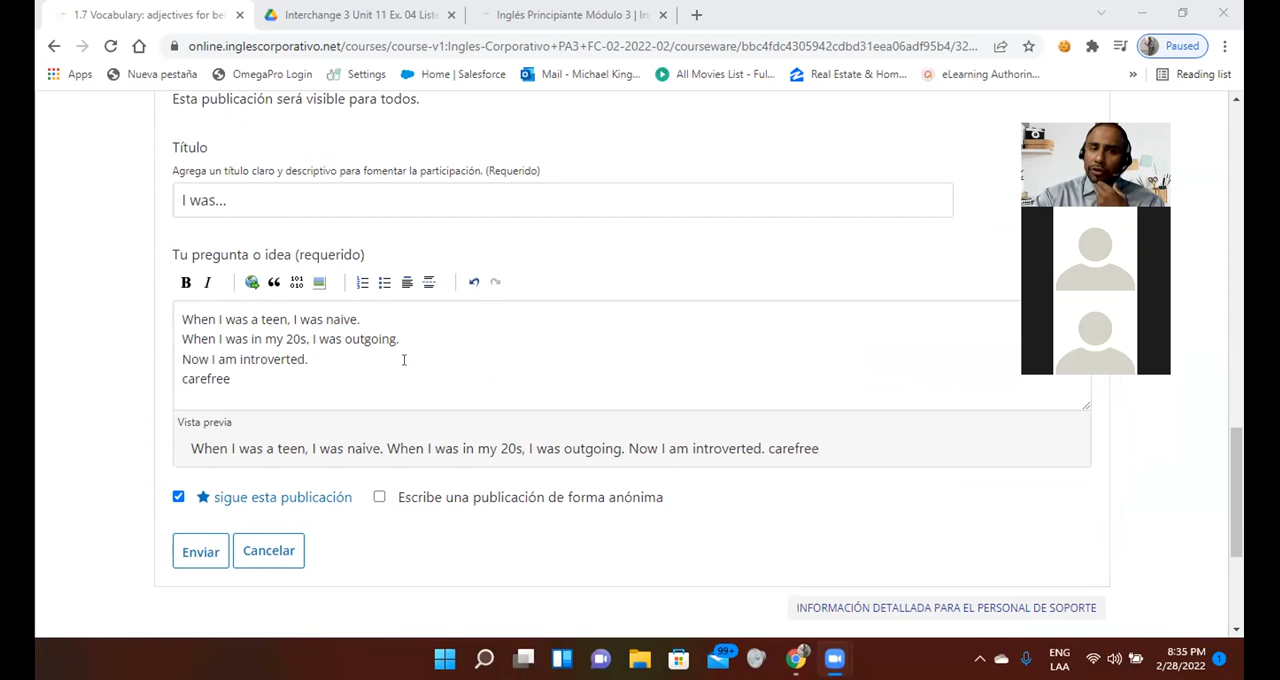 1.7 Vocabulary: adjectives for bel
Interchange 3 Unit 11 Ex. 04 Liste
Inglés Principiante Módulo 3 | In
online.inglescorporativo.net/courses/course-v1:Ingles-Corporativo+PA3+FC-02-2022-02/courseware/bbc4fdc4305942cdbd31eea06adf95b4/32...
Paused
Apps
Nueva pestaña
OmegaPro Login
Settings
Home | Salesforce
Mail - Michael King...
All Movies List - Ful...
Real Estate & Hom...
eLearning Authorin...
»
Reading list
Esta publicación será visible para todos.
Título
Agrega un título claro y descriptivo para fomentar la participación. (Requerido)
I was...
Tu pregunta o idea (requerido)
B I
When I was a teen, I was naive.
When I was in my 20s, I was outgoing.
Now I am introverted.
carefree
Vista previa
When I was a teen, I was naive. When I was in my 20s, I was outgoing. Now I am introverted. carefree
sigue esta publicación Escribe una publicación de forma anónima
Enviar Cancelar
INFORMACIÓN DETALLADA PARA EL PERSONAL DE SOPORTE
99+
ENG
LAA
8:35 PM
2/28/2022
1